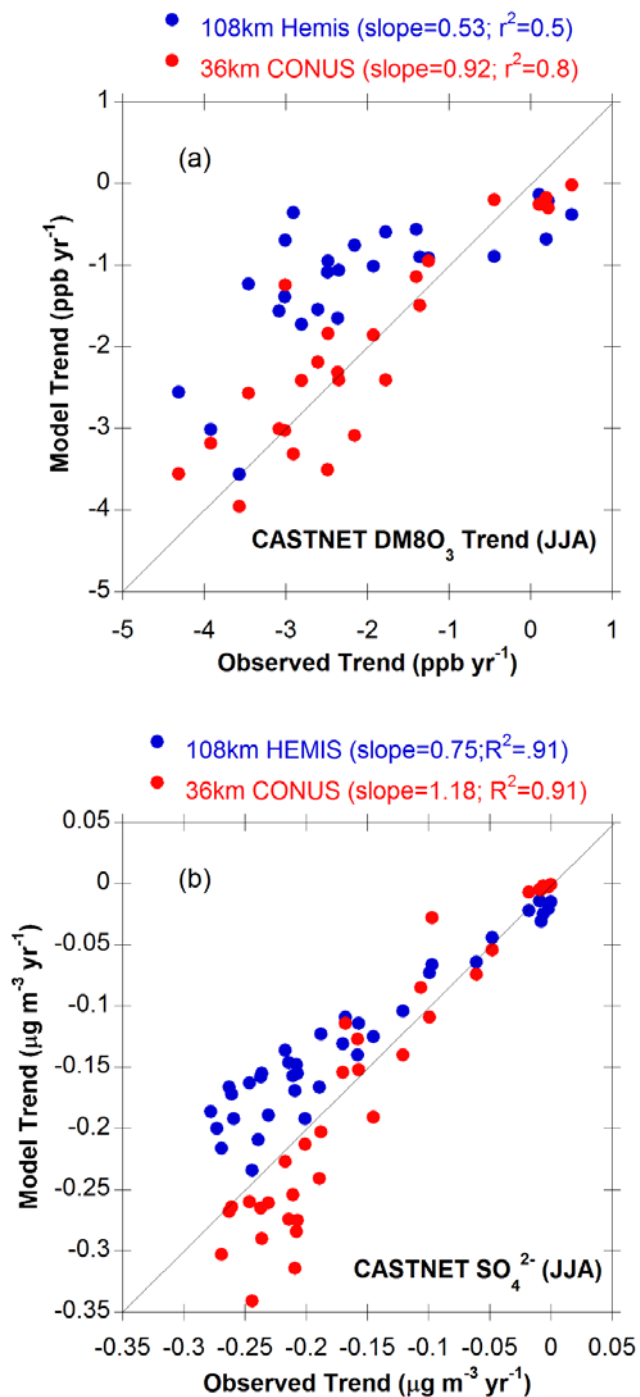 108km Hemis (slope=0.53; r²=0.5)
36km CONUS (slope=0.92; r²=0.8)
1
(a)
0
-1
-2
-3
-4
-5
Model Trend (ppb yr⁻¹)
CASTNET DM8O₃ Trend (JJA)
-5 -4 -3 -2 -1 0 1
Observed Trend (ppb yr⁻¹)
108km HEMIS (slope=0.75;R²=.91)
36km CONUS (slope=1.18; R²=0.91)
0.05
(b)
0
-0.05
-0.1
-0.15
-0.2
-0.25
-0.3
-0.35
Model Trend (µg m⁻³ yr⁻¹)
CASTNET SO₄²⁻ (JJA)
-0.35 -0.3 -0.25 -0.2 -0.15 -0.1 -0.05 0 0.05
Observed Trend (µg m⁻³ yr⁻¹)